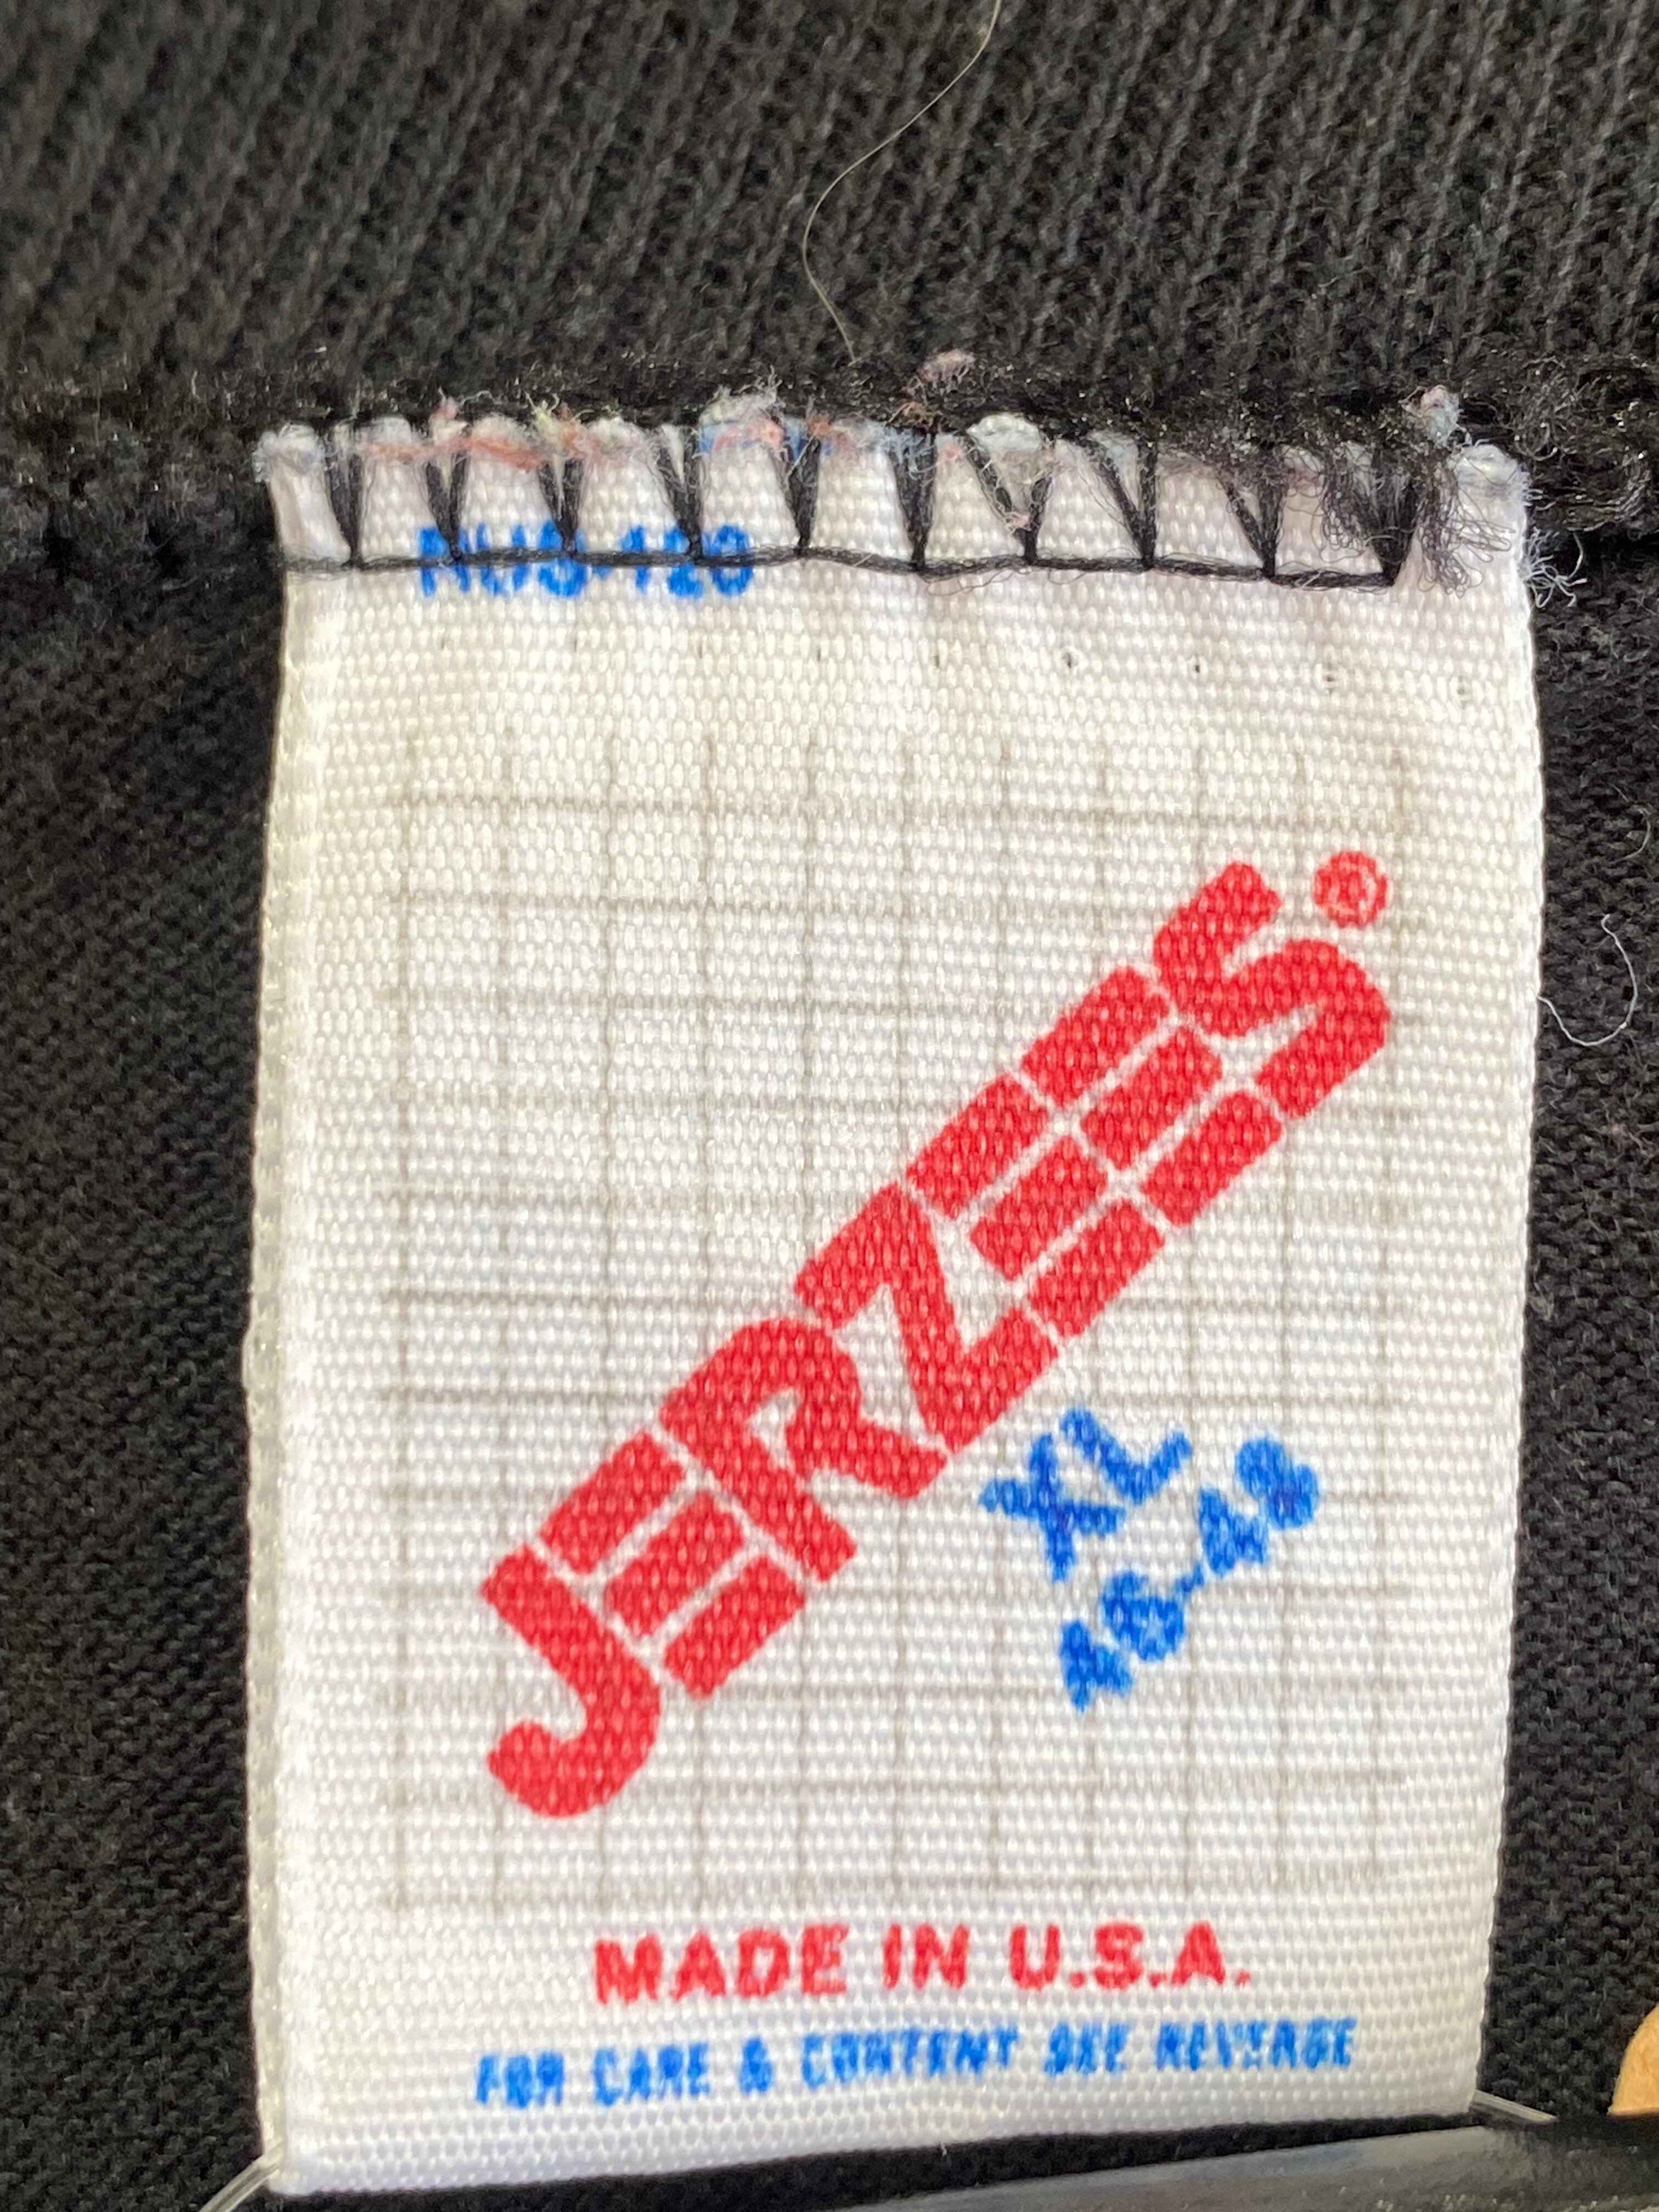 JERZEES®
XL
46-48
MADE IN U.S.A.
FOR CARE & CONTENT SEE REVERSE